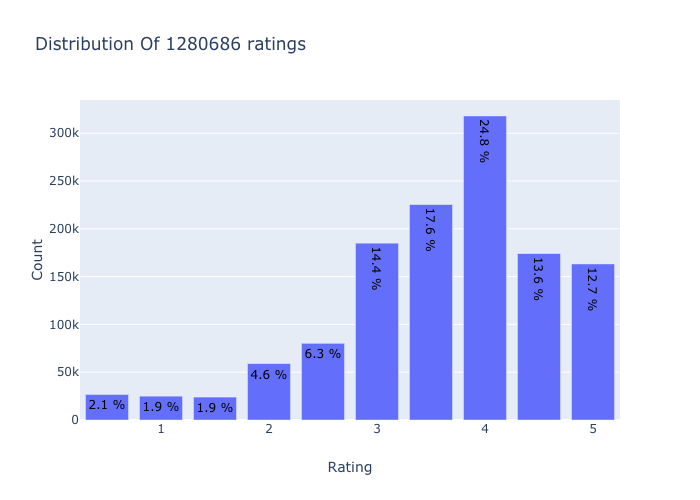 Distribution Of 1280686 ratings
300k
250k
200k
150k
100k
50k
0
Count
2.1 %
1.9 %
1.9 %
4.6 %
6.3 %
14.4 %
17.6 %
24.8 %
13.6 %
12.7 %
1
2
3
4
5
Rating